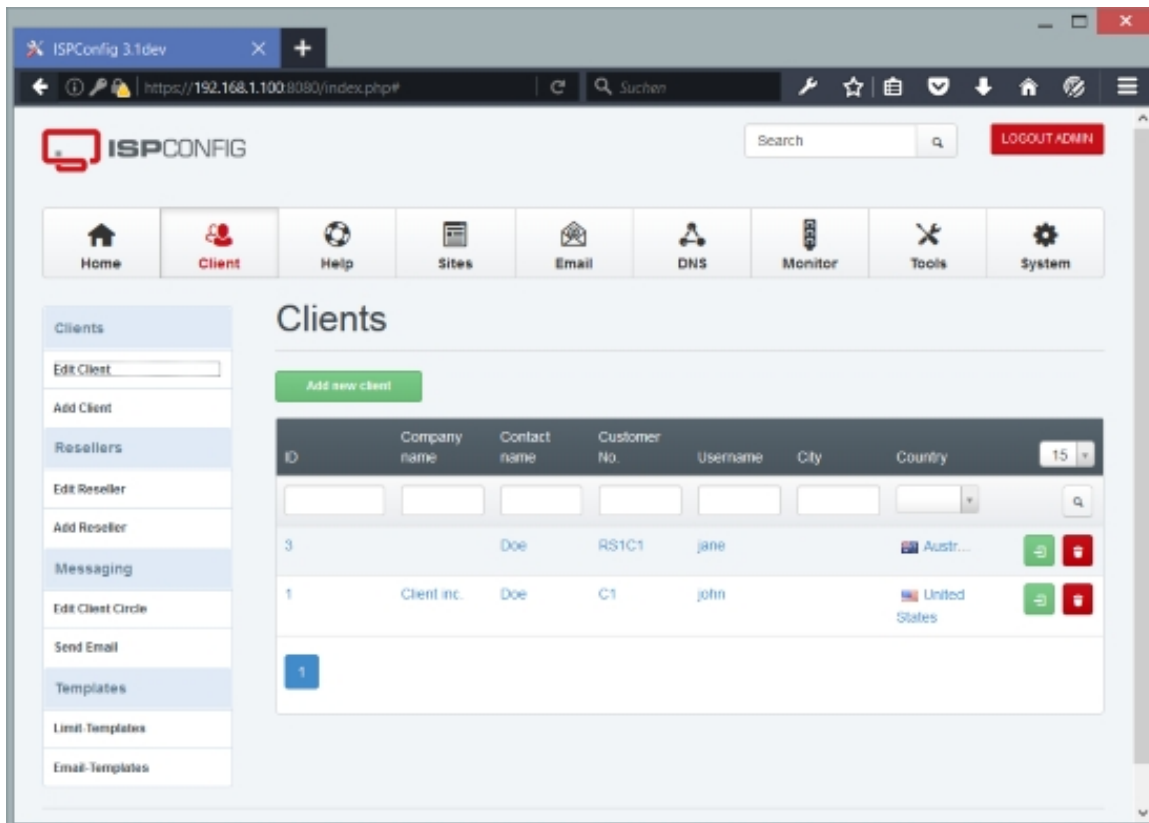 ISPConfig 3.1dev
https://192.168.1.100:8080/index.php#
Suchen
ISPCONFIG
Search
LOGOUT ADMIN
Home Client Help Sites Email DNS Monitor Tools System
Clients
Edit Client
Add Client
Resellers
Edit Reseller
Add Reseller
Messaging
Edit Client Circle
Send Email
Templates
Limit-Templates
Email-Templates
Clients
Add new client
ID Company name Contact name Customer No. Username City Country 15
3 Doe RS1C1 jane Austr...
1 Client inc. Doe C1 john United States
1